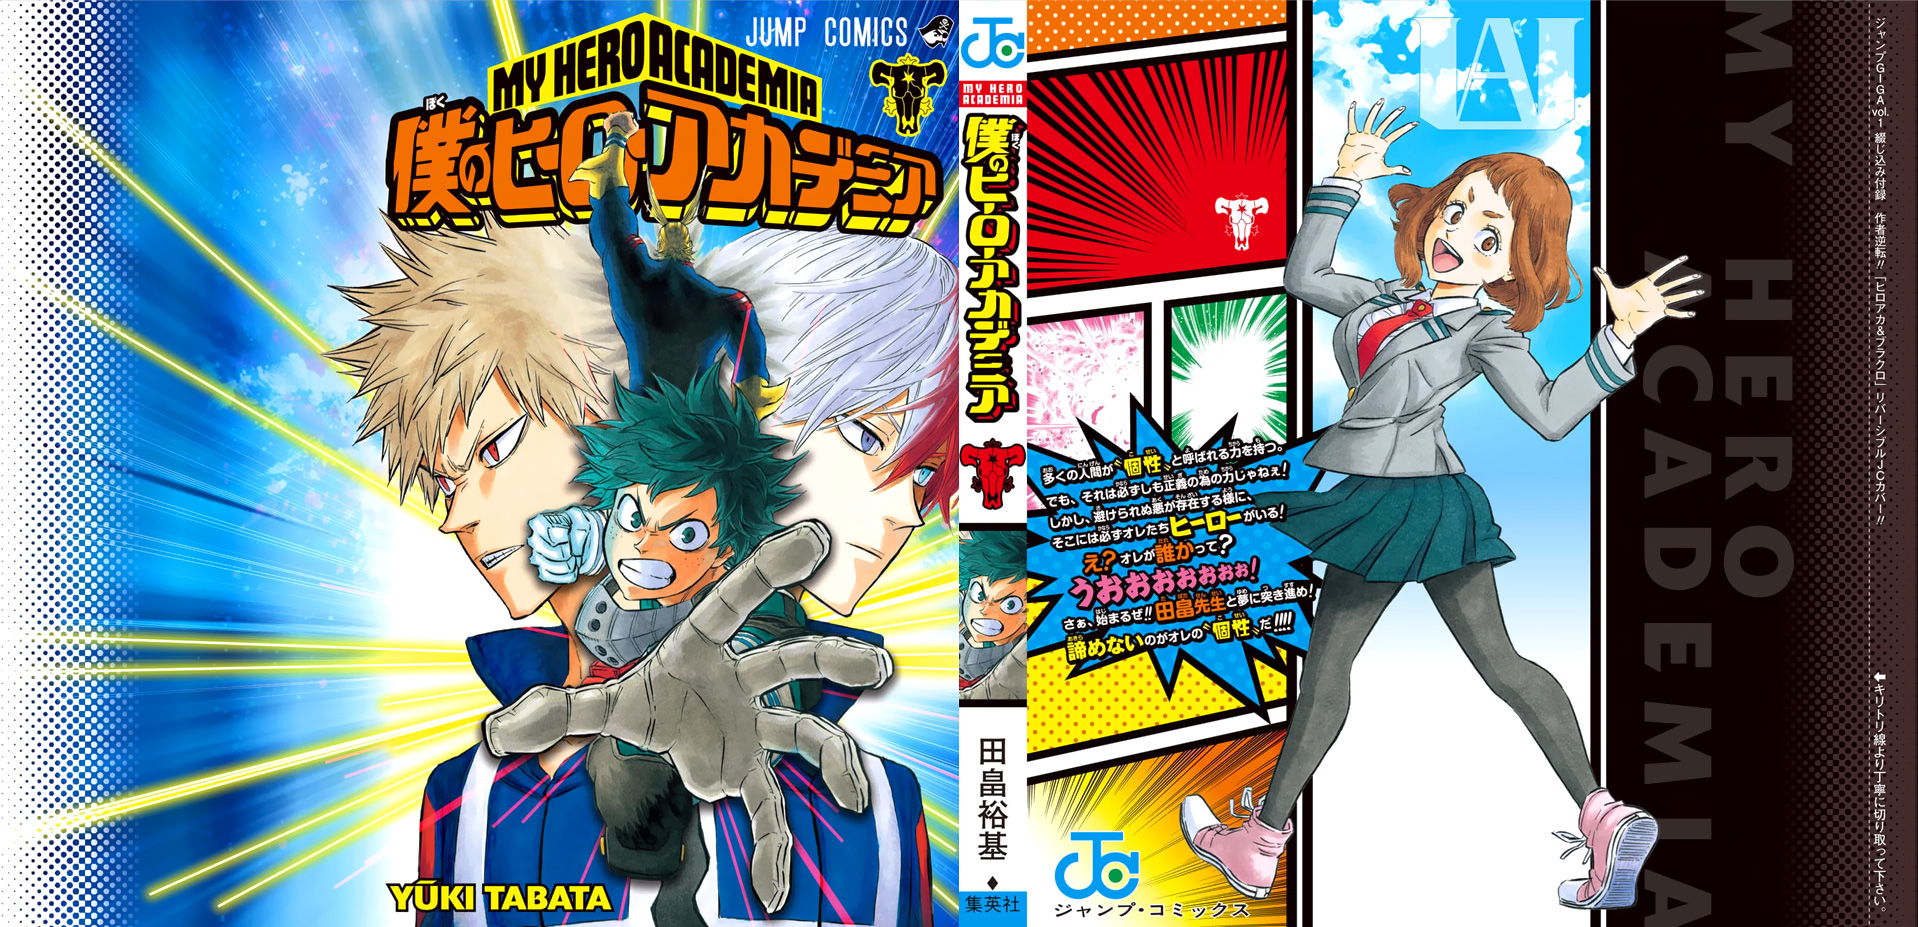 JUMP COMICS
MY HERO ACADEMIA
ぼく
僕のヒーローアカデミア
YŪKI TABATA
JC
MY HERO
ACADEMIA
僕のヒーローアカデミア
ぼく
田畠裕基
集英社
UA
多くの人間が〝個性〟と呼ばれる力を持つ。
でも、それは必ずしも正義の為の力じゃねぇ!
しかし、避けられぬ悪が存在する様に、
そこには必ずオレたちヒーローがいる!
え?オレが誰かって?
うおおおおおおお!
さぁ、始まるぜ!!田畠先生と夢に突き進め!
諦めないのがオレの〝個性〟だ!!!!
JC
ジャンプ・コミックス
MY HERO
ACADEMIA
ジャンプGIGA vol.1 綴じ込み付録 作者逆転!!「ヒロアカ&ブラクロ」リバーシブルJCカバー!!
⬅キリトリ線より丁寧に切り取って下さい。